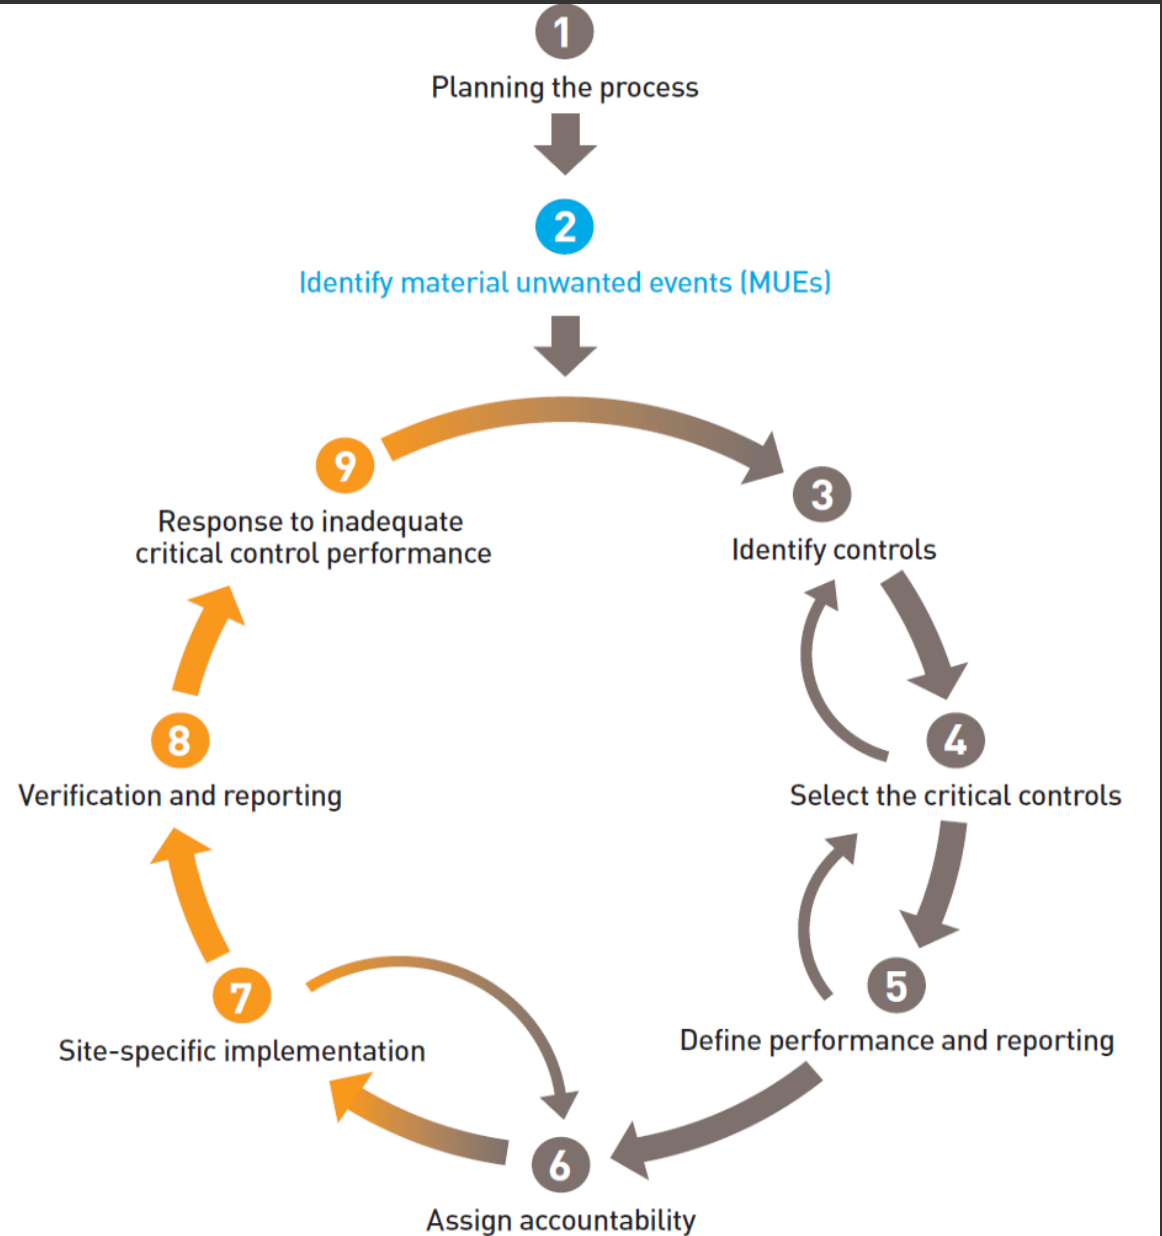 1
Planning the process
2
Identify material unwanted events (MUEs)
3
Identify controls
4
Select the critical controls
5
Define performance and reporting
6
Assign accountability
7
Site-specific implementation
8
Verification and reporting
9
Response to inadequate
critical control performance